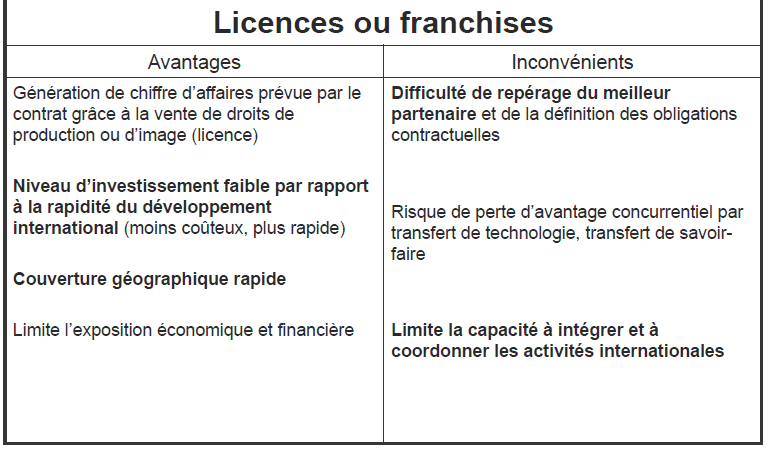 Licences ou franchises
Avantages
Inconvénients
Génération de chiffre d’affaires prévue par le
contrat grâce à la vente de droits de
production ou d’image (licence)
Niveau d’investissement faible par rapport
à la rapidité du développement
international (moins coûteux, plus rapide)
Couverture géographique rapide
Limite l’exposition économique et financière
Difficulté de repérage du meilleur
partenaire et de la définition des obligations
contractuelles
Risque de perte d’avantage concurrentiel par
transfert de technologie, transfert de savoir-
faire
Limite la capacité à intégrer et à
coordonner les activités internationales